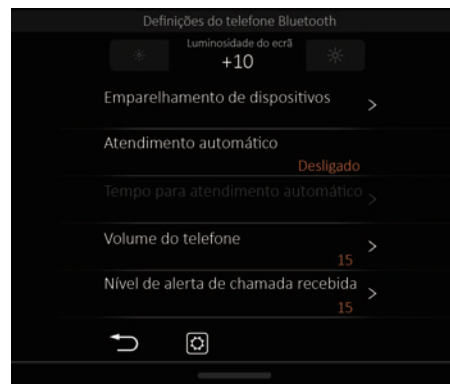 Definições do telefone Bluetooth
Luminosidade do ecrã
+10
Emparelhamento de dispositivos
Atendimento automático
Desligado
Tempo para atendimento automático
Volume do telefone
15
Nível de alerta de chamada recebida
15